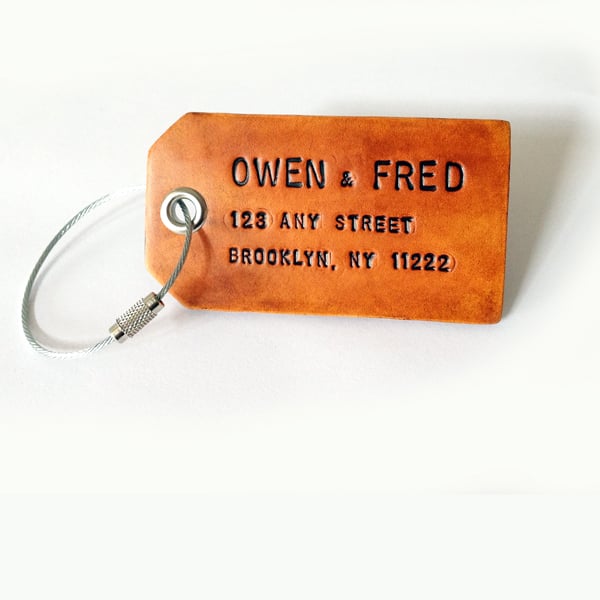 OWEN & FRED
123 ANY STREET
BROOKLYN, NY 11222